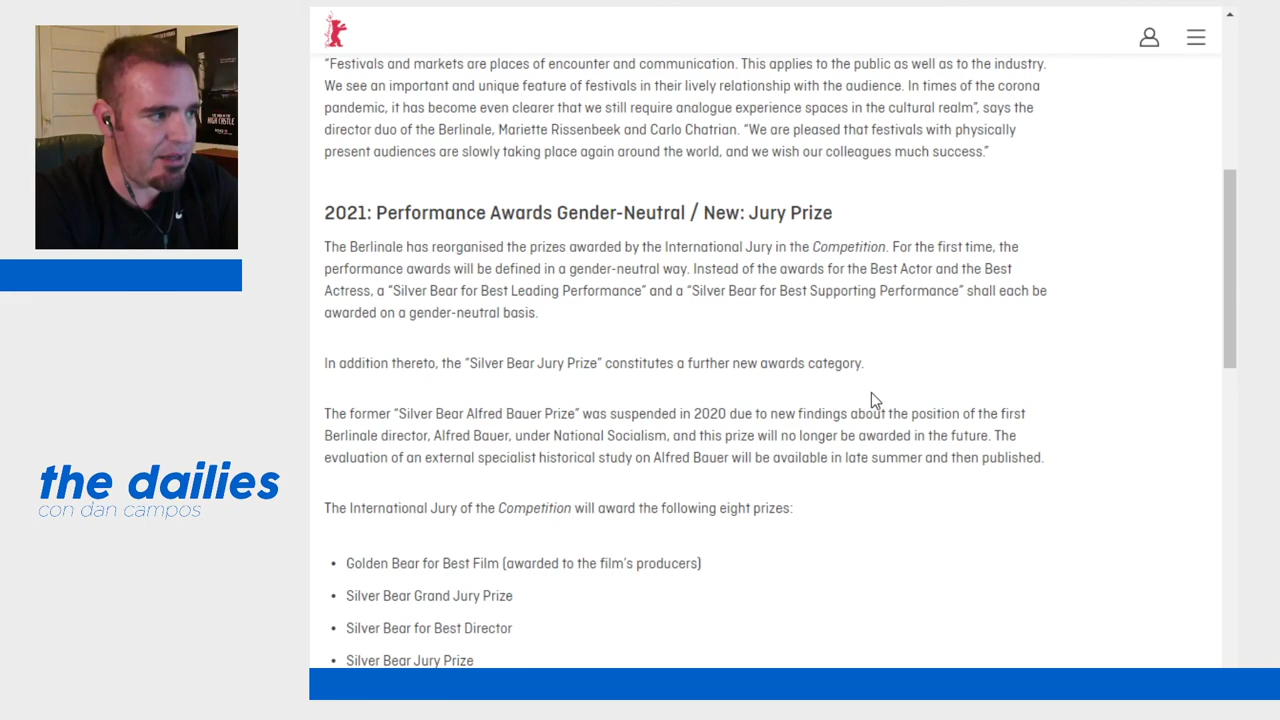 “Festivals and markets are places of encounter and communication. This applies to the public as well as to the industry.
We see an important and unique feature of festivals in their lively relationship with the audience. In times of the corona
pandemic, it has become even clearer that we still require analogue experience spaces in the cultural realm”, says the
director duo of the Berlinale, Mariette Rissenbeek and Carlo Chatrian. “We are pleased that festivals with physically
present audiences are slowly taking place again around the world, and we wish our colleagues much success.”
2021: Performance Awards Gender-Neutral / New: Jury Prize
The Berlinale has reorganised the prizes awarded by the International Jury in the Competition. For the first time, the
performance awards will be defined in a gender-neutral way. Instead of the awards for the Best Actor and the Best
Actress, a “Silver Bear for Best Leading Performance” and a “Silver Bear for Best Supporting Performance” shall each be
awarded on a gender-neutral basis.
In addition thereto, the “Silver Bear Jury Prize” constitutes a further new awards category.
The former “Silver Bear Alfred Bauer Prize” was suspended in 2020 due to new findings about the position of the first
Berlinale director, Alfred Bauer, under National Socialism, and this prize will no longer be awarded in the future. The
evaluation of an external specialist historical study on Alfred Bauer will be available in late summer and then published.
The International Jury of the Competition will award the following eight prizes:
• Golden Bear for Best Film (awarded to the film’s producers)
• Silver Bear Grand Jury Prize
• Silver Bear for Best Director
• Silver Bear Jury Prize
the dailies
con dan campos